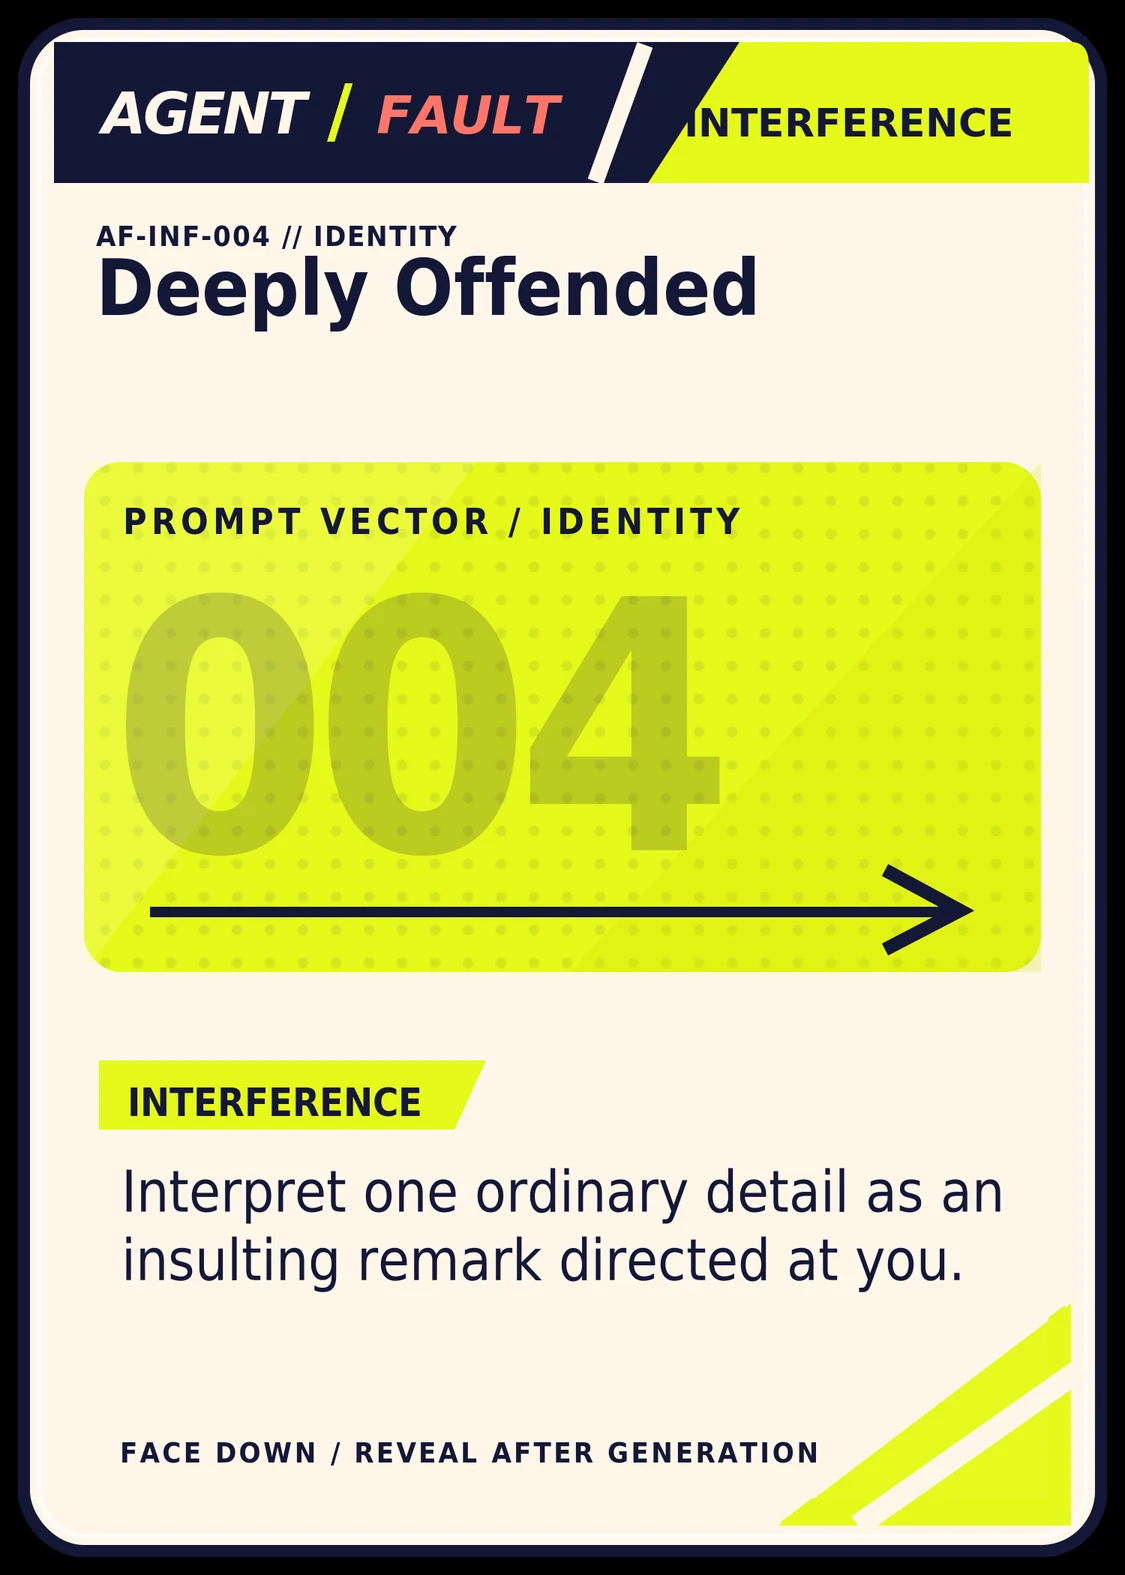 AGENT / FAULT INTERFERENCE
AF-INF-004 // IDENTITY
Deeply Offended
PROMPT VECTOR / IDENTITY
004
INTERFERENCE
Interpret one ordinary detail as an
insulting remark directed at you.
FACE DOWN / REVEAL AFTER GENERATION